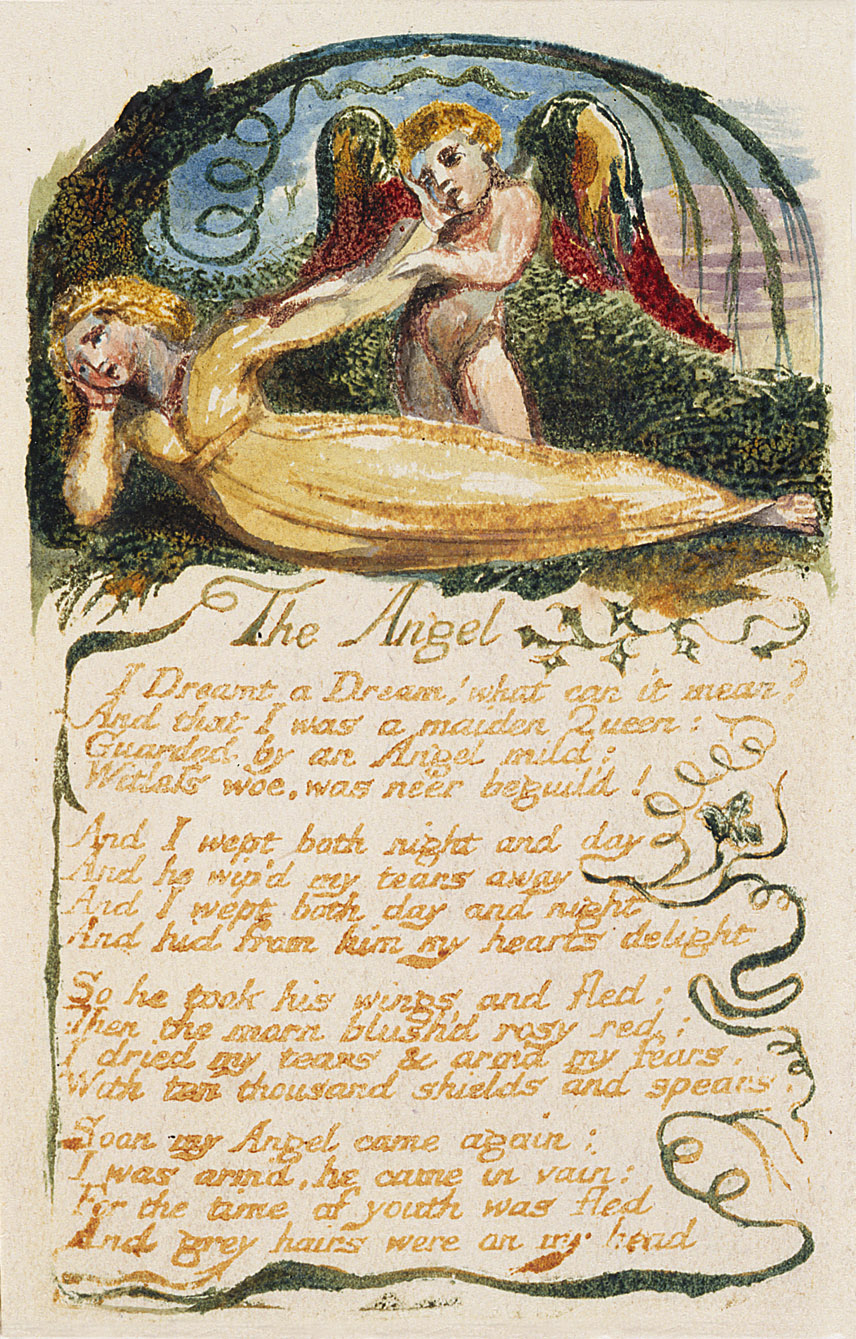 The Angel
I Dreamt a Dream! what can it mean?
And that I was a maiden Queen:
Guarded by an Angel mild;
Witless woe, was neer beguil'd!
And I wept both night and day
And he wip'd my tears away
And I wept both day and night
And hid from him my hearts delight
So he took his wings and fled:
Then the morn blush'd rosy red:
I dried my tears & armd my fears,
With ten thousand shields and spears.
Soon my Angel came again:
I was arm'd, he came in vain:
For the time of youth was fled
And grey hairs were on my head